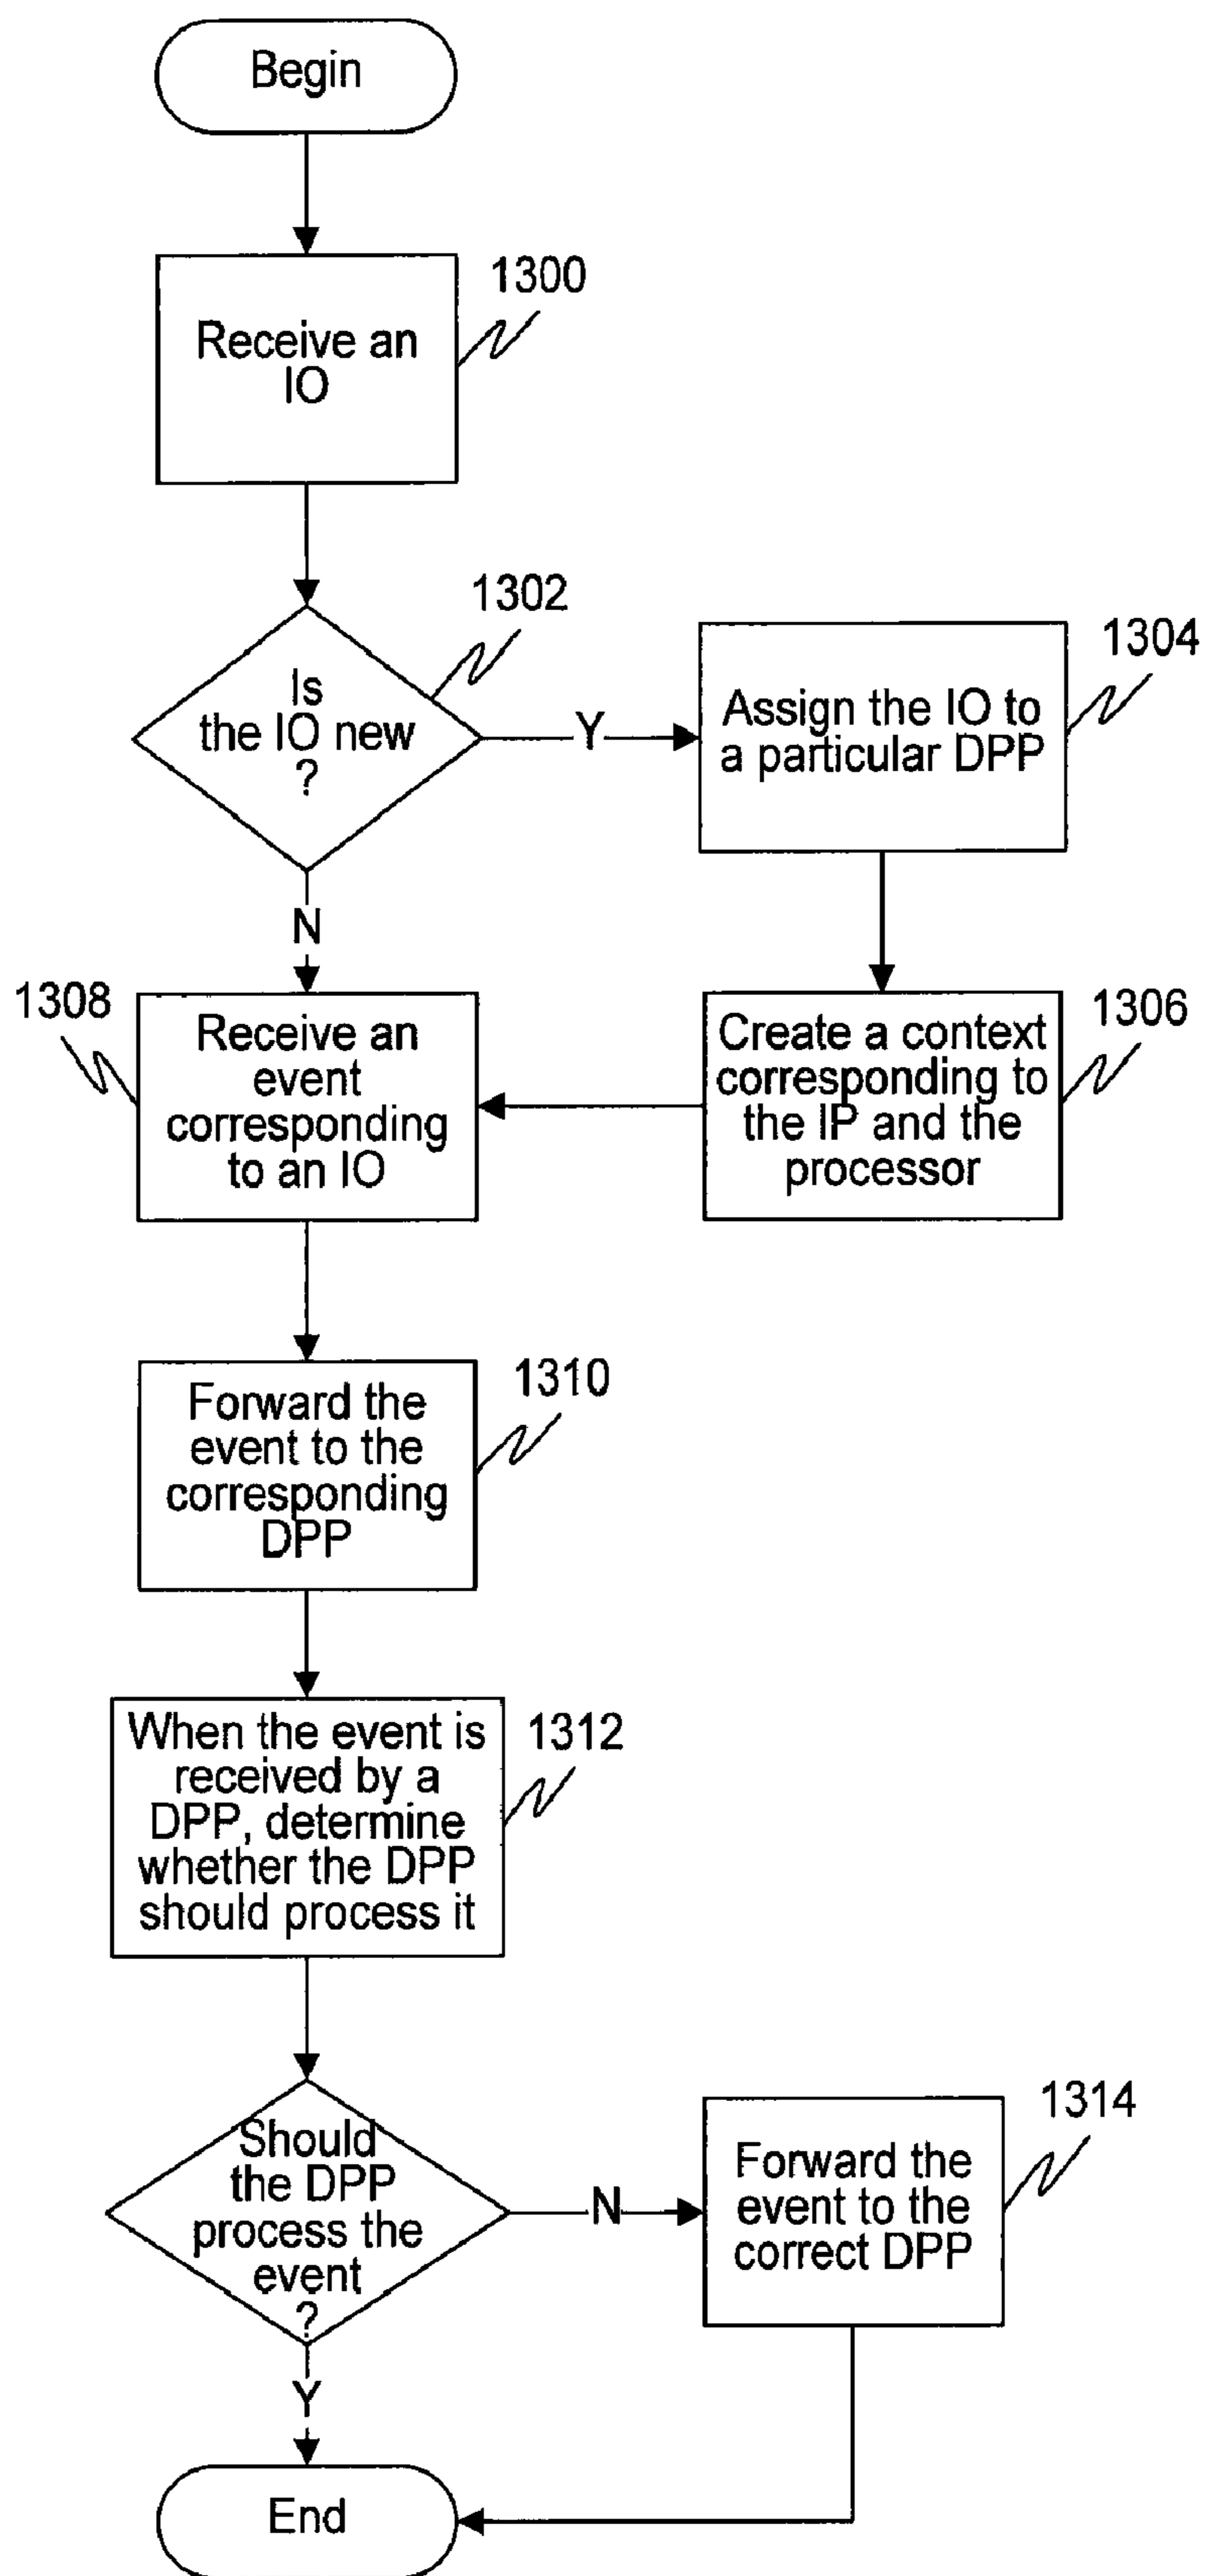 Begin
1300
Receive an
IO
1302
Is
the IO new
?
Y
1304
Assign the IO to
a particular DPP
N
1308
Receive an
event
corresponding
to an IO
1306
Create a context
corresponding to
the IP and the
processor
1310
Forward the
event to the
corresponding
DPP
1312
When the event is
received by a
DPP, determine
whether the DPP
should process it
Should
the DPP
process the
event
?
N
1314
Forward the
event to the
correct DPP
Y
End